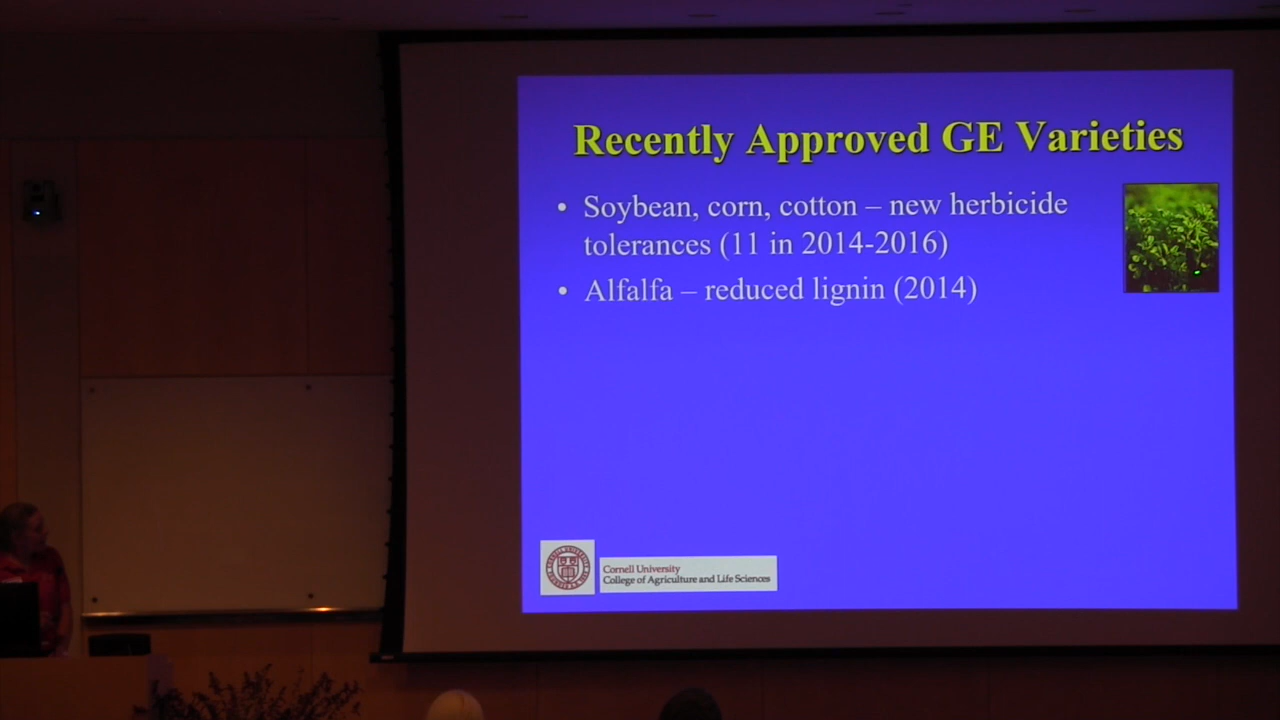 Recently Approved GE Varieties
• Soybean, corn, cotton – new herbicide
tolerances (11 in 2014-2016)
• Alfalfa – reduced lignin (2014)
Cornell University
College of Agriculture and Life Sciences